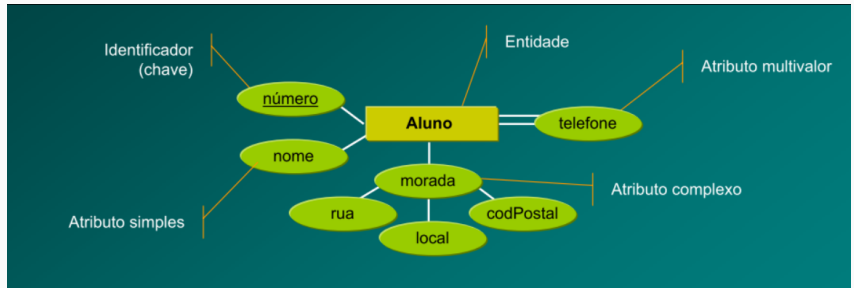 Identificador
(chave)
Entidade
Atributo multivalor
número
Aluno
telefone
nome
morada
Atributo complexo
Atributo simples
rua
codPostal
local